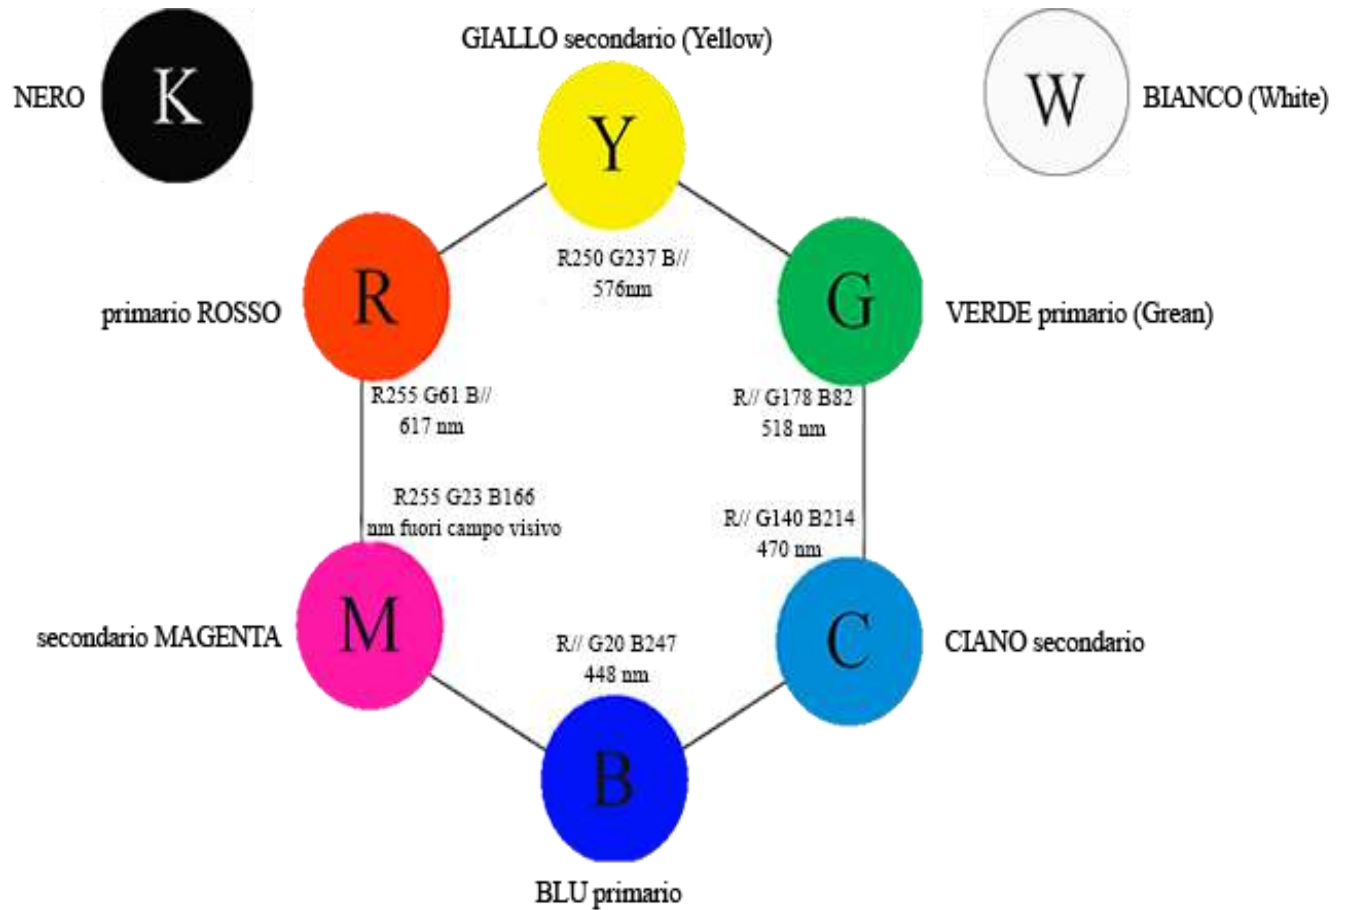 GIALLO secondario (Yellow)
NERO
K
W
BIANCO (White)
Y
R250 G237 B//
576nm
R
primario ROSSO
G
VERDE primario (Grean)
R255 G61 B//
617 nm
R// G178 B82
518 nm
R255 G23 B166
nm fuori campo visivo
R// G140 B214
470 nm
M
secondario MAGENTA
C
CIANO secondario
R// G20 B247
448 nm
B
BLU primario